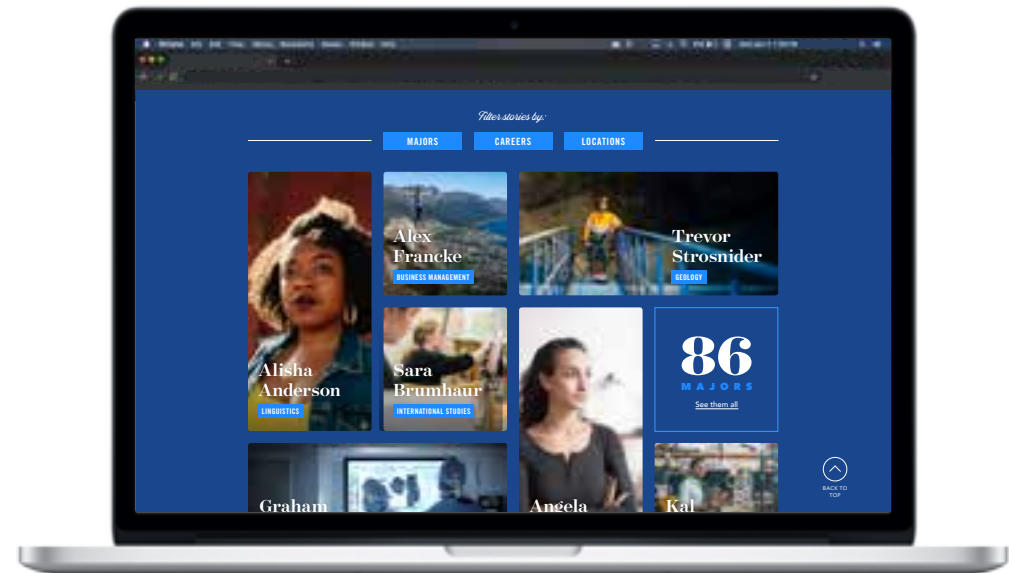 Filter stories by:
MAJORS
CAREERS
LOCATIONS
Alex
Francke
BUSINESS MANAGEMENT
Trevor
Strosnider
GEOLOGY
Alisha
Anderson
LINGUISTICS
Sara
Brumhaur
INTERNATIONAL STUDIES
86
MAJORS
See them all
Graham
Angela
Kal
BACK TO
TOP